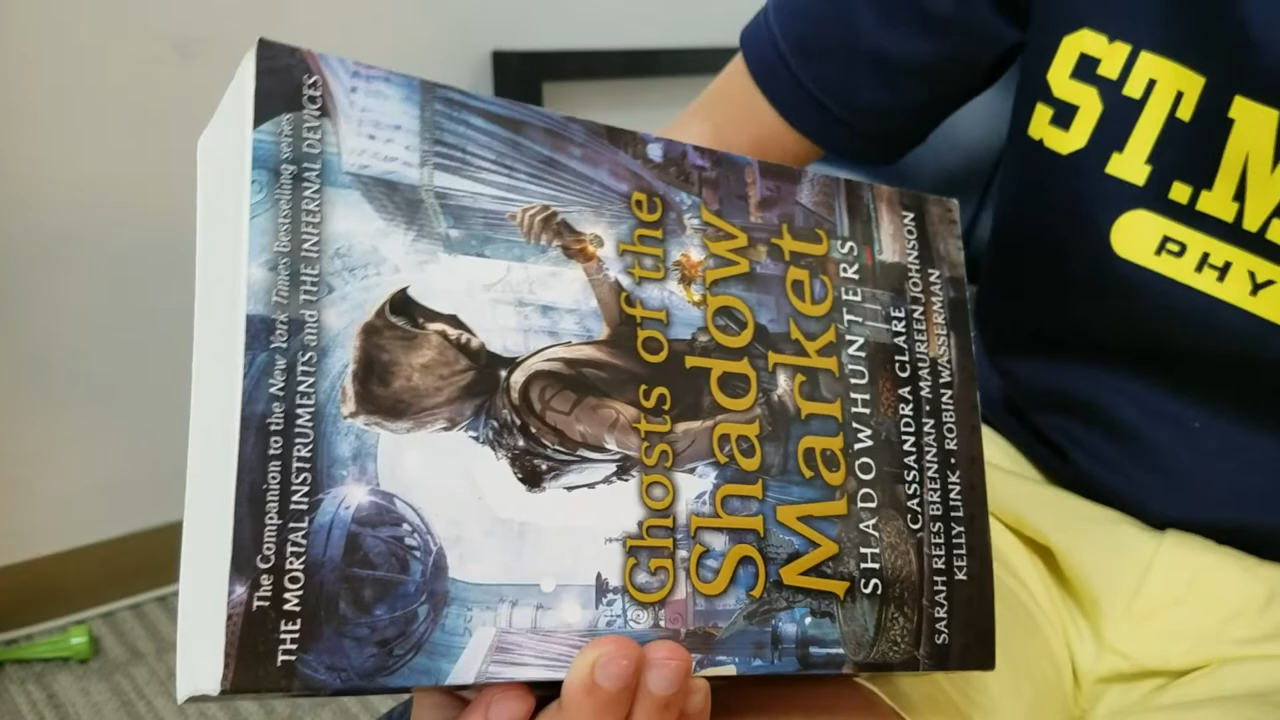 The Companion to the New York Times Bestselling series
THE MORTAL INSTRUMENTS and THE INFERNAL DEVICES
Ghosts of the
Shadow
Market
SHADOWHUNTERS
CASSANDRA CLARE
SARAH REES BRENNAN • MAUREEN JOHNSON
KELLY LINK • ROBIN WASSERMAN
ST.M
PHY